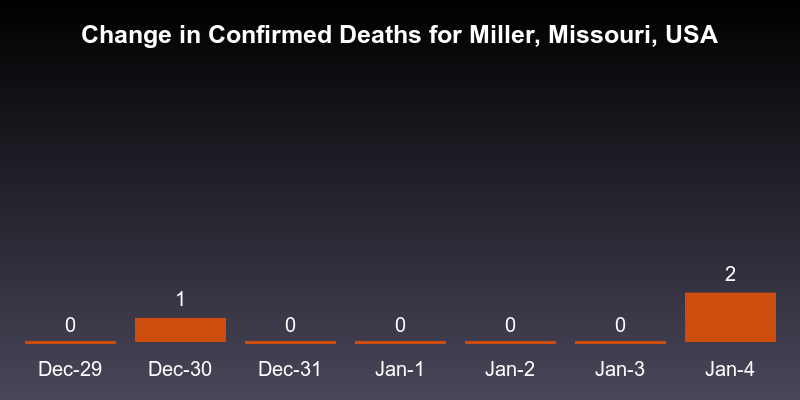 Change in Confirmed Deaths for Miller, Missouri, USA
0 1 0 0 0 0 2
Dec-29 Dec-30 Dec-31 Jan-1 Jan-2 Jan-3 Jan-4